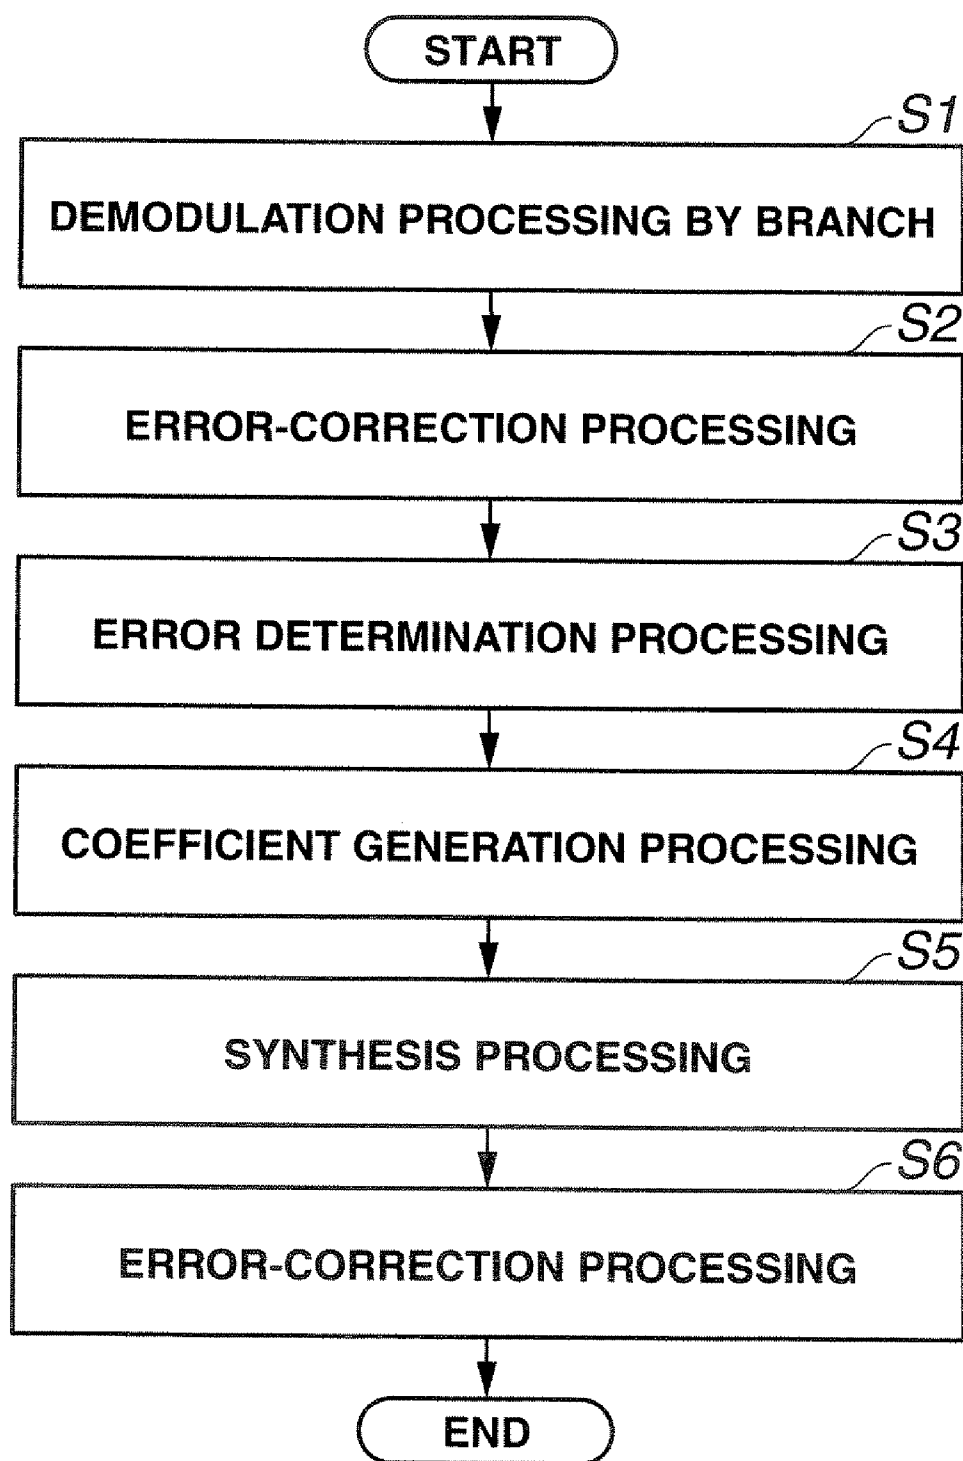 START
S1
DEMODULATION PROCESSING BY BRANCH
S2
ERROR-CORRECTION PROCESSING
S3
ERROR DETERMINATION PROCESSING
S4
COEFFICIENT GENERATION PROCESSING
S5
SYNTHESIS PROCESSING
S6
ERROR-CORRECTION PROCESSING
END